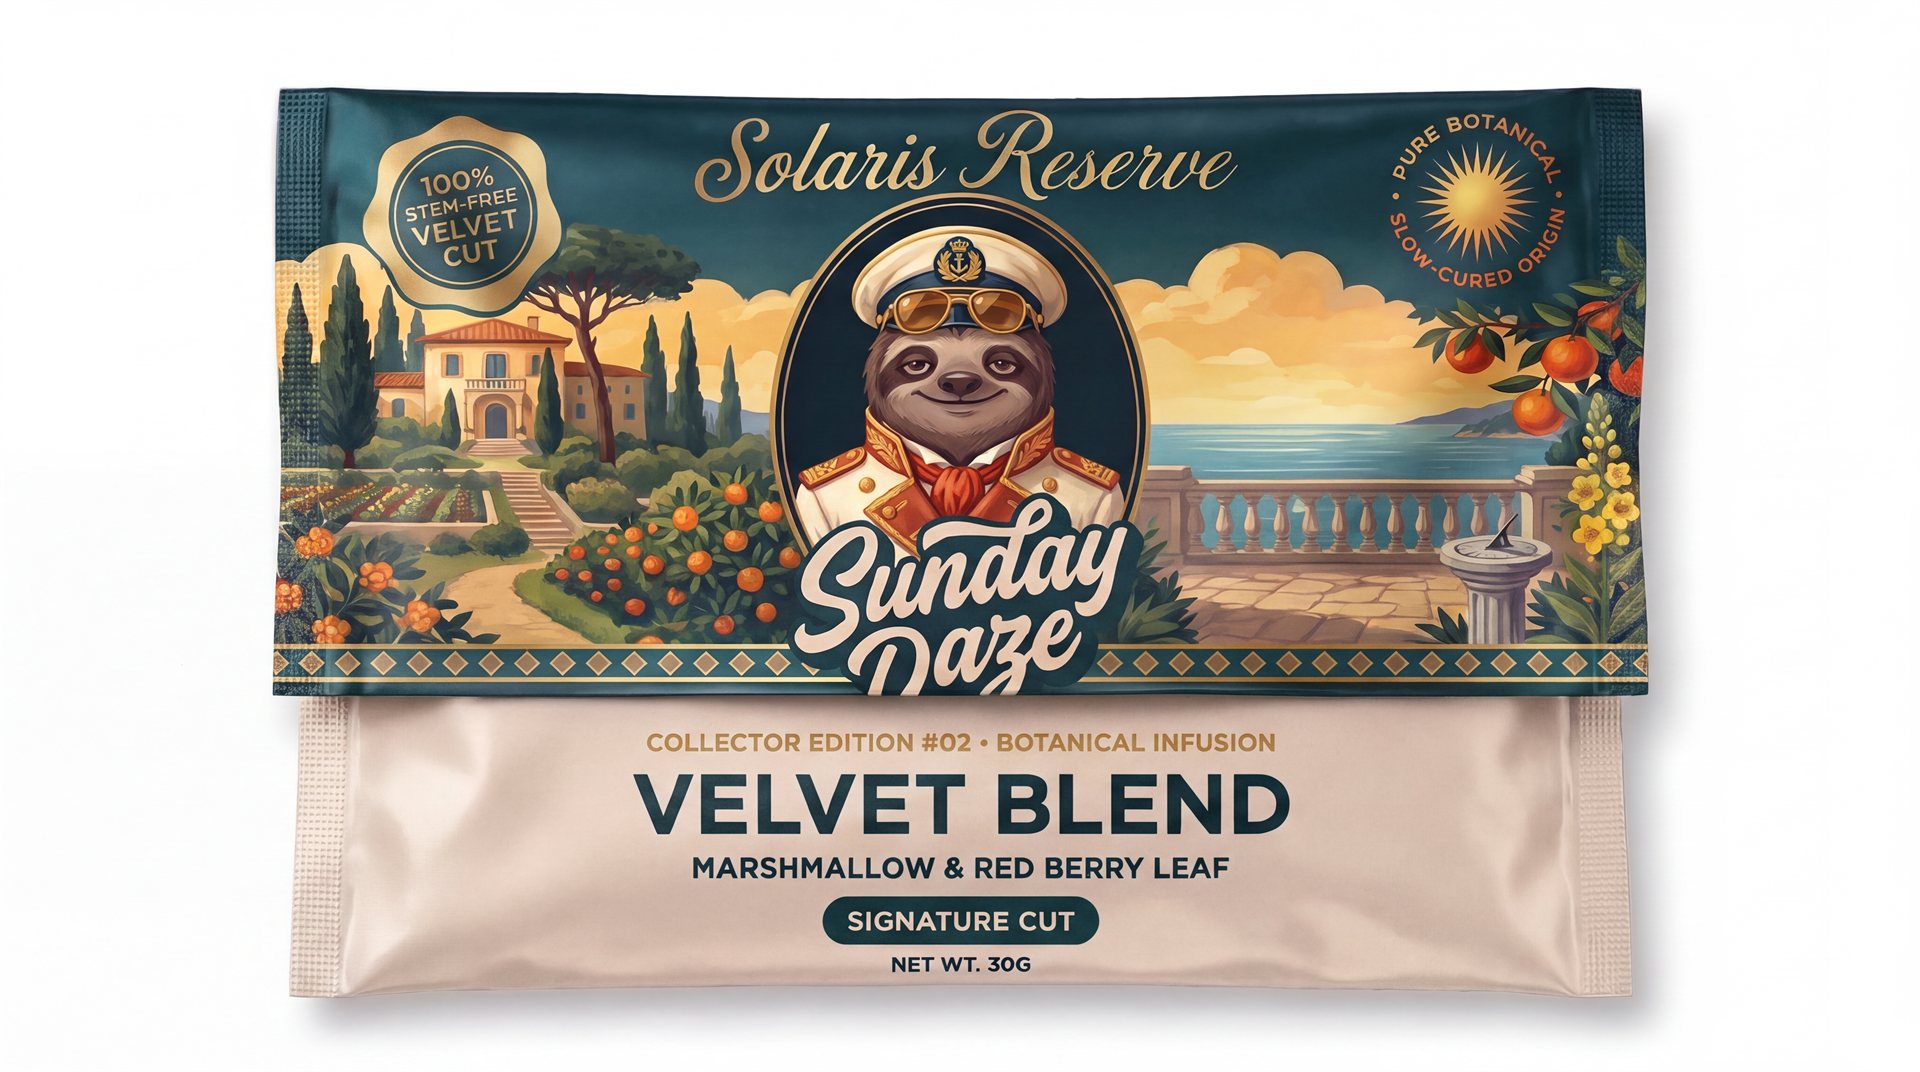 Solaris Reserve
100%
STEM-FREE
VELVET
CUT
• PURE BOTANICAL •
SLOW-CURED ORIGIN
Sunday
Daze
COLLECTOR EDITION #02 • BOTANICAL INFUSION
VELVET BLEND
MARSHMALLOW & RED BERRY LEAF
SIGNATURE CUT
NET WT. 30G